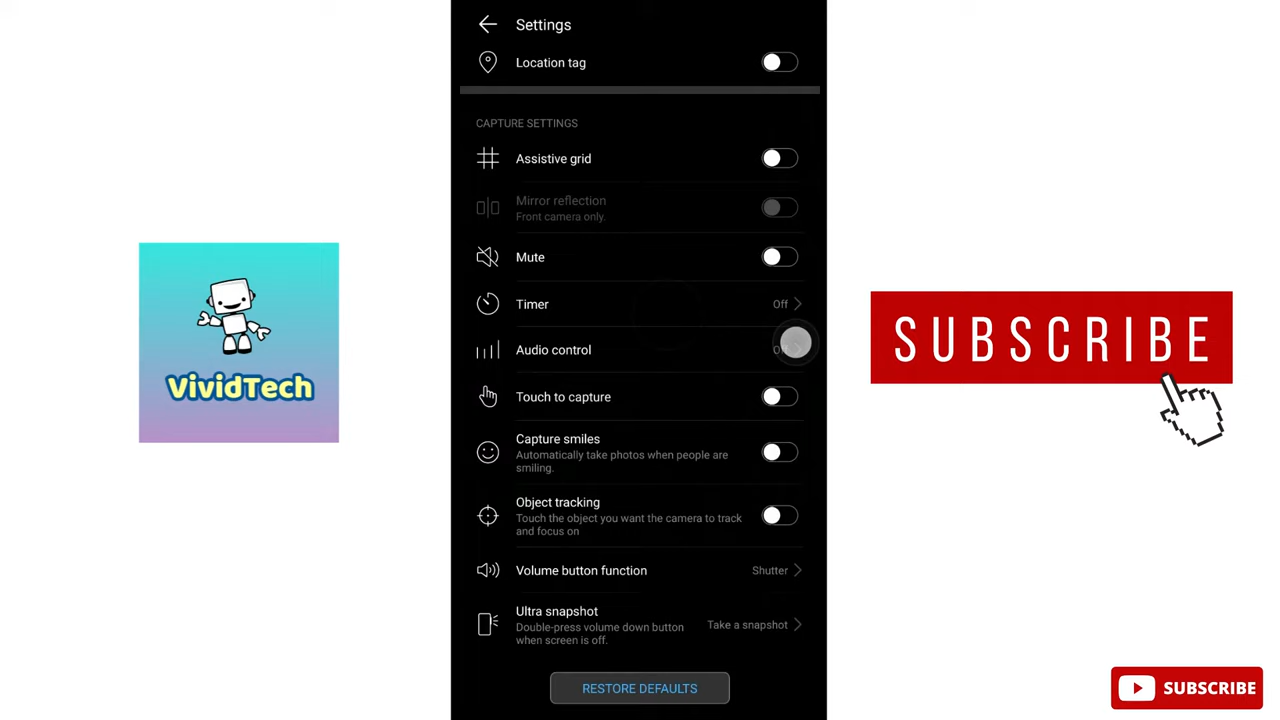 Settings
Location tag
CAPTURE SETTINGS
Assistive grid
Mirror reflection
Front camera only.
Mute
Timer
Off
Audio control
Touch to capture
Capture smiles
Automatically take photos when people are
smiling.
Object tracking
Touch the object you want the camera to track
and focus on
Volume button function
Shutter
Ultra snapshot
Double-press volume down button
when screen is off.
Take a snapshot
RESTORE DEFAULTS
VividTech
SUBSCRIBE
SUBSCRIBE